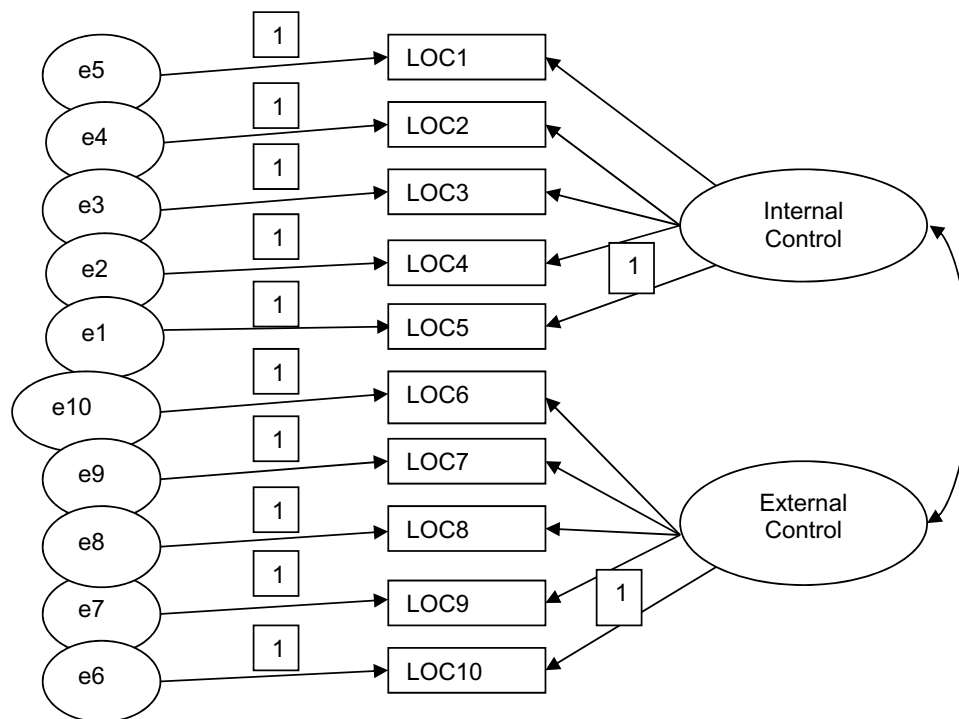 1
e5
LOC1
1
e4
LOC2
1
e3
LOC3
Internal
Control
1
e2
LOC4
1
1
e1
LOC5
1
e10
LOC6
1
e9
LOC7
External
Control
1
e8
LOC8
1
e7
LOC9
1
1
e6
LOC10